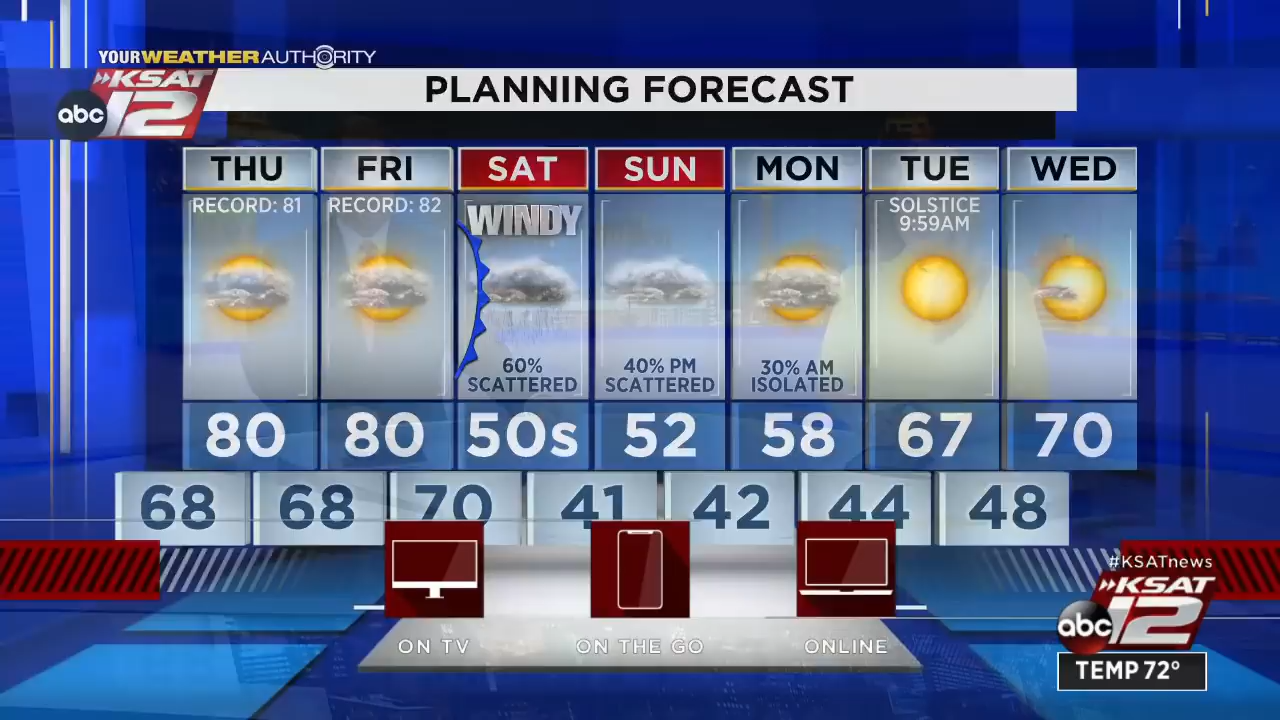 YOURWEATHERAUTHORITY
KSAT
abc 12
PLANNING FORECAST
THU FRI SAT SUN MON TUE WED
RECORD: 81 RECORD: 82 WINDY SOLSTICE
9:59AM
60% 40% PM 30% AM
SCATTERED SCATTERED ISOLATED
80 80 50s 52 58 67 70
68 68 70 41 42 44 48
#KSATnews
KSAT
abc 12
ON TV ON THE GO ONLINE
TEMP 72°